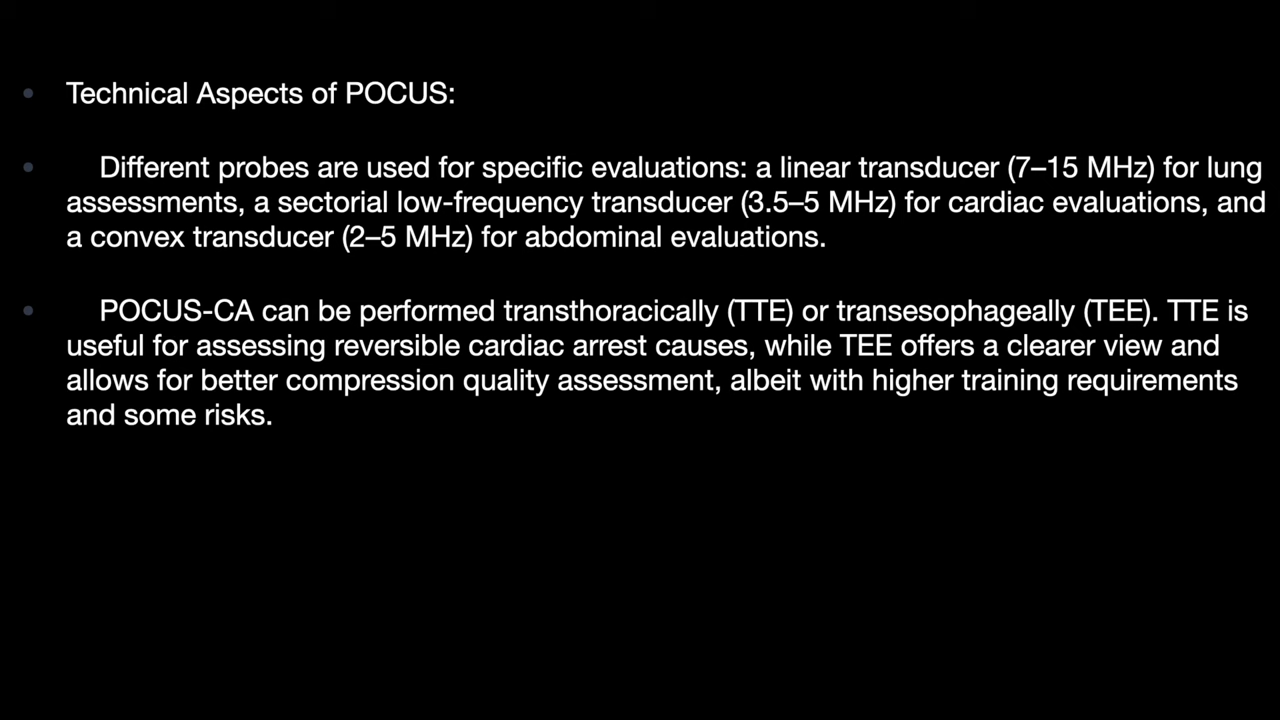 Technical Aspects of POCUS:
Different probes are used for specific evaluations: a linear transducer (7–15 MHz) for lung
assessments, a sectorial low-frequency transducer (3.5–5 MHz) for cardiac evaluations, and
a convex transducer (2–5 MHz) for abdominal evaluations.
POCUS-CA can be performed transthoracically (TTE) or transesophageally (TEE). TTE is
useful for assessing reversible cardiac arrest causes, while TEE offers a clearer view and
allows for better compression quality assessment, albeit with higher training requirements
and some risks.